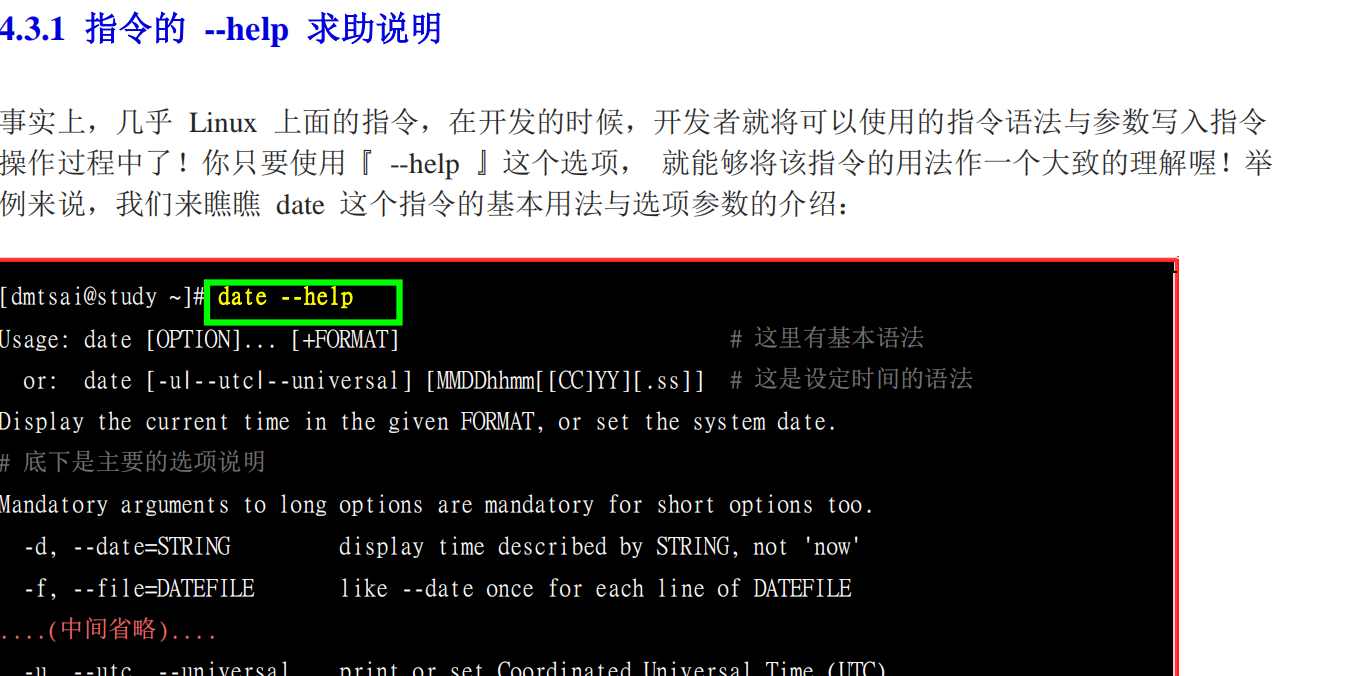 4.3.1 指令的 --help 求助说明
事实上，几乎 Linux 上面的指令，在开发的时候，开发者就将可以使用的指令语法与参数写入指令
操作过程中了！你只要使用『 --help 』这个选项， 就能够将该指令的用法作一个大致的理解喔！举
例来说，我们来瞧瞧 date 这个指令的基本用法与选项参数的介绍：
[dmtsai@study ~]# date --help
Usage: date [OPTION]... [+FORMAT] # 这里有基本语法
or: date [-u|--utc|--universal] [MMDDhhmm[[CC]YY][.ss]] # 这是设定时间的语法
Display the current time in the given FORMAT, or set the system date.
# 底下是主要的选项说明
Mandatory arguments to long options are mandatory for short options too.
-d, --date=STRING display time described by STRING, not 'now'
-f, --file=DATEFILE like --date once for each line of DATEFILE
....(中间省略)....
-u, --utc, --universal print or set Coordinated Universal Time (UTC)